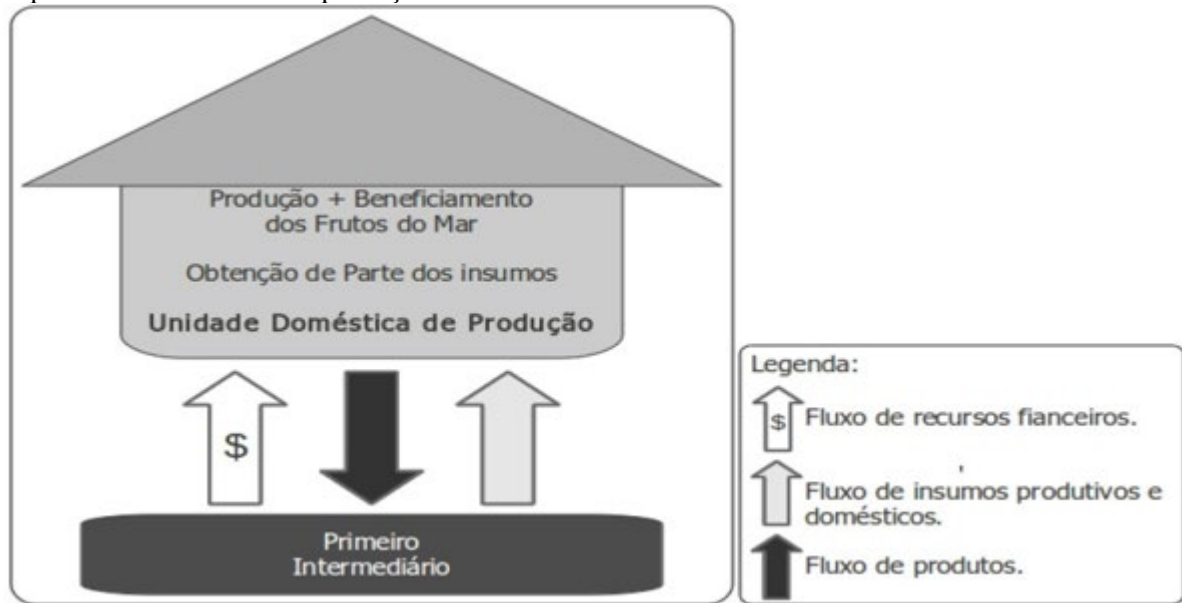 Produção + Beneficiamento
dos Frutos do Mar
Obtenção de Parte dos insumos
Unidade Doméstica de Produção
$
Primeiro
Intermediário
Legenda:
$ Fluxo de recursos fianceiros.
Fluxo de insumos produtivos e
domésticos.
Fluxo de produtos.